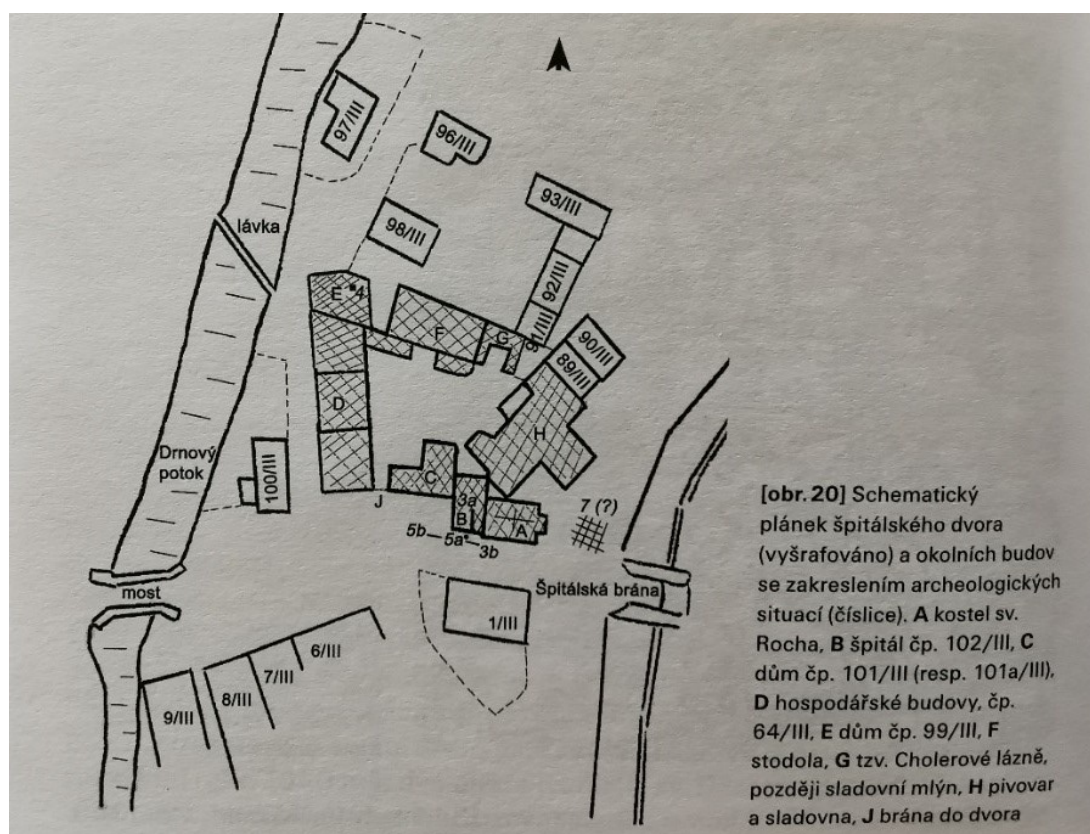 97/III
96/III
93/III
lávka
98/III
92/III
E
4
F
G
91/III
90/III
89/III
D
H
Drnový
potok
100/III
C
J
3a
B
A
7 (?)
5b—5a—3b
most
Špitálská brána
1/III
6/III
7/III
8/III
9/III
[obr. 20] Schematický
plánek špitálského dvora
(vyšrafováno) a okolních budov
se zakreslením archeologických
situací (číslice). A kostel sv.
Rocha, B špitál čp. 102/III, C
dům čp. 101/III (resp. 101a/III),
D hospodářské budovy, čp.
64/III, E dům čp. 99/III, F
stodola, G tzv. Cholerové lázně,
později sladovní mlýn, H pivovar
a sladovna, J brána do dvora